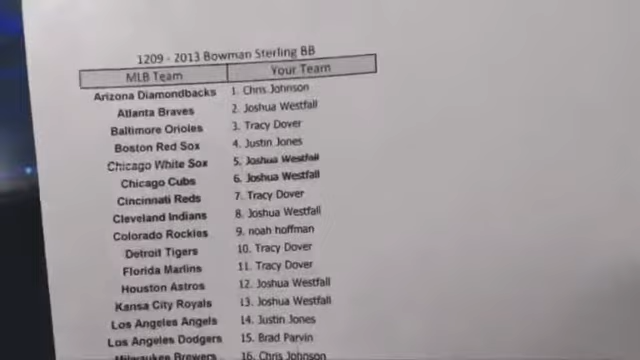 1209 - 2013 Bowman Sterling BB
MLB Team Your Team
Arizona Diamondbacks 1. Chris Johnson
Atlanta Braves 2. Joshua Westfall
Baltimore Orioles 3. Tracy Dover
Boston Red Sox 4. Justin Jones
Chicago White Sox 5. Joshua Westfall
Chicago Cubs 6. Joshua Westfall
Cincinnati Reds 7. Tracy Dover
Cleveland Indians 8. Joshua Westfall
Colorado Rockies 9. noah hoffman
Detroit Tigers 10. Tracy Dover
Florida Marlins 11. Tracy Dover
Houston Astros 12. Joshua Westfall
Kansa City Royals 13. Joshua Westfall
Los Angeles Angels 14. Justin Jones
Los Angeles Dodgers 15. Brad Parvin
Milwaukee Brewers 16. Chris Johnson